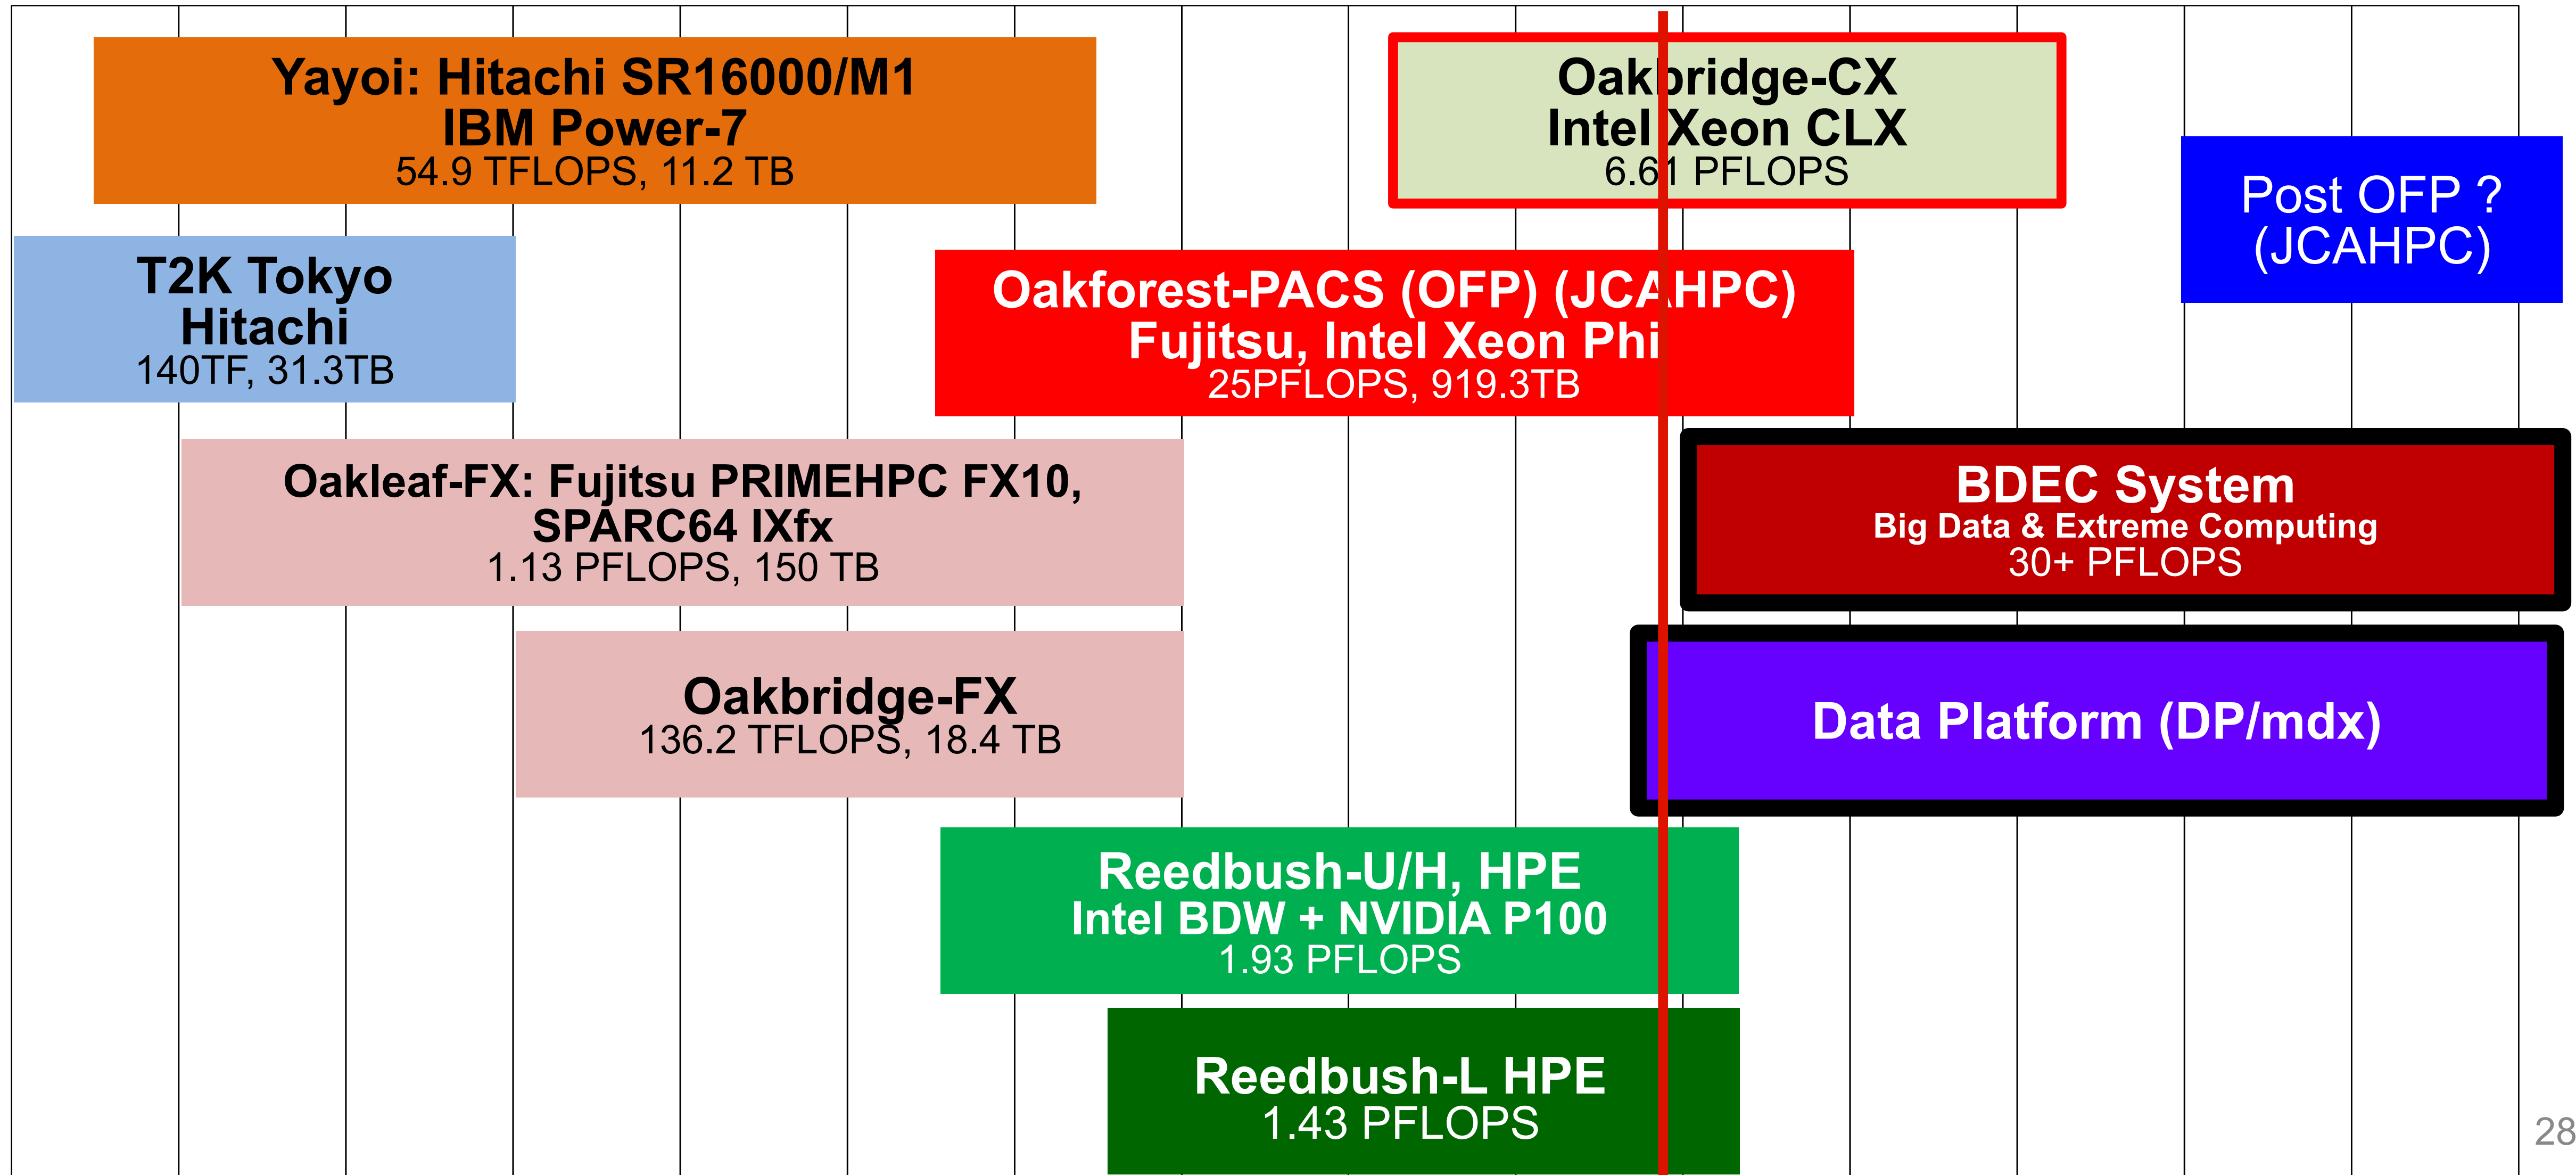 Yayoi: Hitachi SR16000/M1
IBM Power-7
54.9 TFLOPS, 11.2 TB
Oakbridge-CX
Intel Xeon CLX
6.61 PFLOPS
Post OFP ?
(JCAHPC)
T2K Tokyo
Hitachi
140TF, 31.3TB
Oakforest-PACS (OFP) (JCAHPC)
Fujitsu, Intel Xeon Phi
25PFLOPS, 919.3TB
Oakleaf-FX: Fujitsu PRIMEHPC FX10,
SPARC64 IXfx
1.13 PFLOPS, 150 TB
BDEC System
Big Data & Extreme Computing
30+ PFLOPS
Oakbridge-FX
136.2 TFLOPS, 18.4 TB
Data Platform (DP/mdx)
Reedbush-U/H, HPE
Intel BDW + NVIDIA P100
1.93 PFLOPS
Reedbush-L HPE
1.43 PFLOPS
28